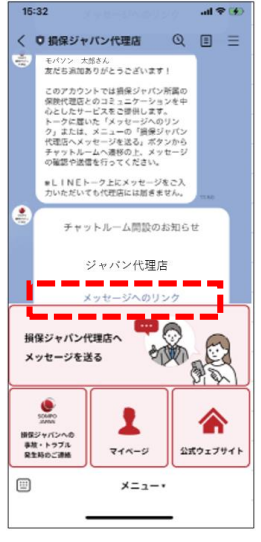 15:32
損保ジャパン代理店
モバソン 太郎さん
友だち追加ありがとうございます！
このアカウントでは損保ジャパン所属の
保険代理店とのコミュニケーションを中
心としたサービスをご提供します。
トークに届いた「メッセージへのリン
ク」または、メニューの「損保ジャパン
代理店へメッセージを送る」ボタンから
チャットルームへ遷移の上、メッセージ
の確認や送信を行ってください。
※ＬＩＮＥトーク上にメッセージをご入
力いただいても代理店には届きません。
チャットルーム開設のお知らせ
ジャパン代理店
メッセージへのリンク
損保ジャパン代理店へ
メッセージを送る
SOMPO
JAPAN
損保ジャパンへの
事故・トラブル
発生時のご連絡
マイページ
公式ウェブサイト
メニュー▾